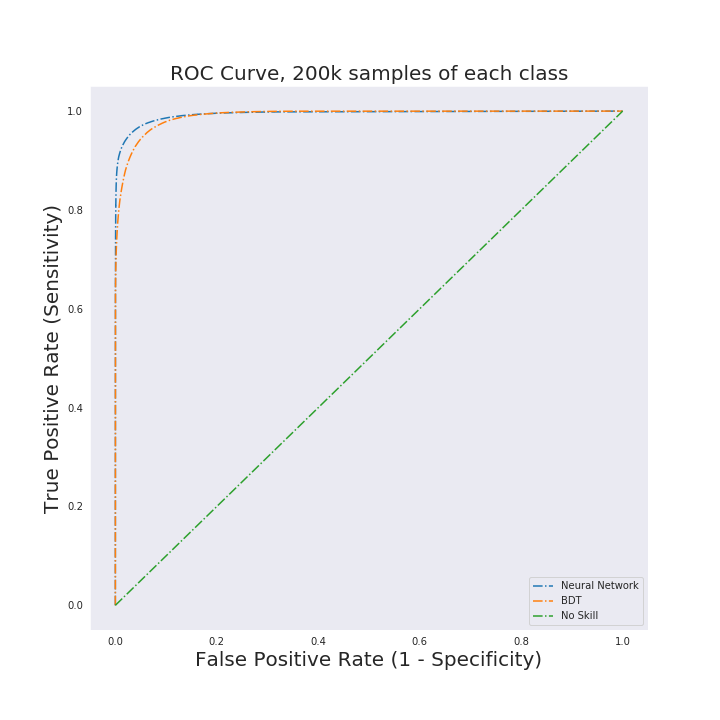 ROC Curve, 200k samples of each class
True Positive Rate (Sensitivity)
1.0
0.8
0.6
0.4
0.2
0.0
0.0 0.2 0.4 0.6 0.8 1.0
False Positive Rate (1 - Specificity)
Neural Network
BDT
No Skill